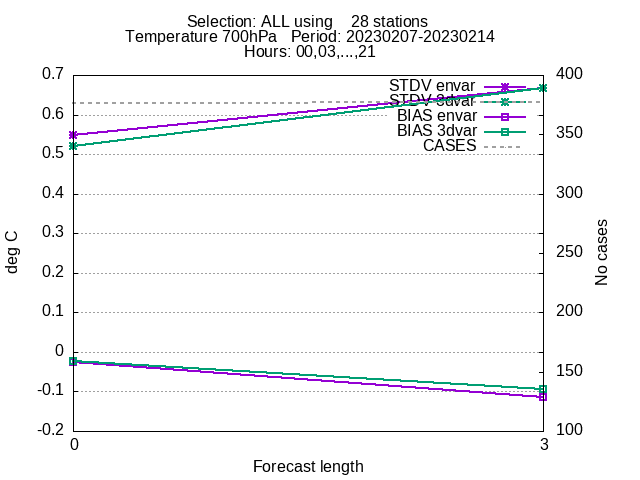 Selection: ALL using    28 stations
Temperature 700hPa   Period: 20230207-20230214
Hours: 00,03,...,21
0.7
0.6
0.5
0.4
0.3
0.2
0.1
0
-0.1
-0.2
deg C
400
350
300
250
200
150
100
No cases
STDV envar
STDV 3dvar
BIAS envar
BIAS 3dvar
CASES
0
3
Forecast length